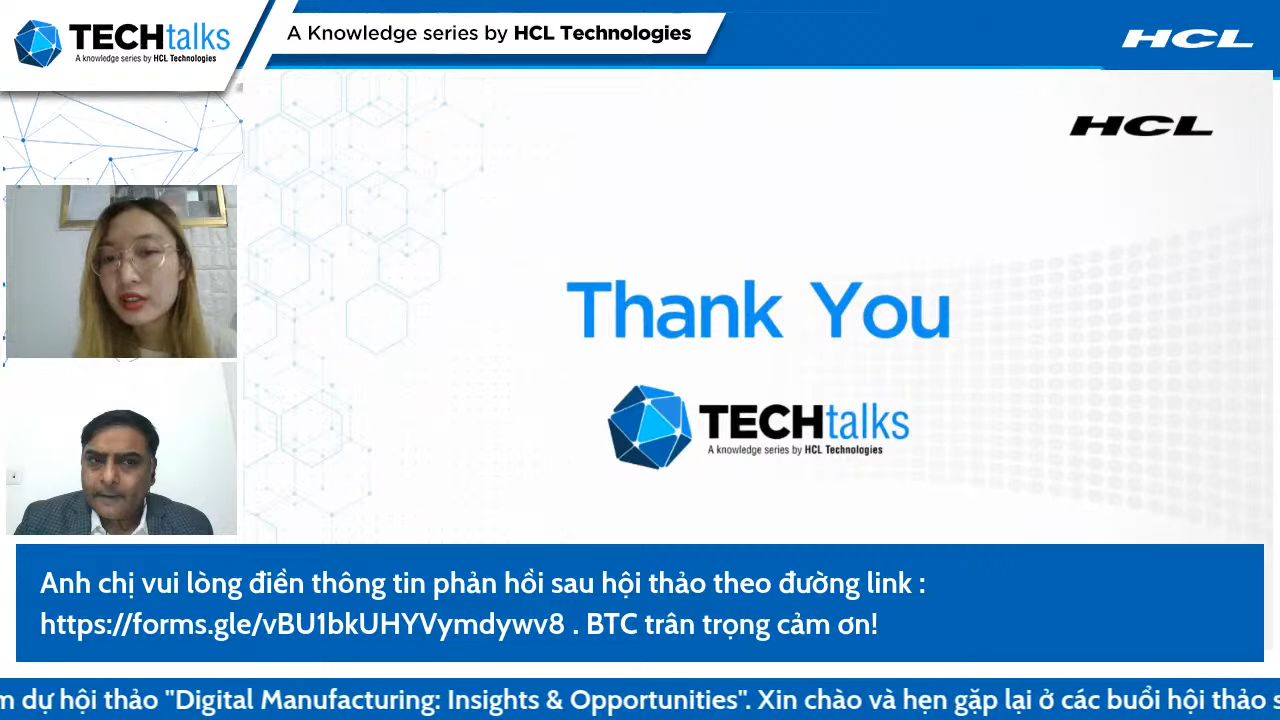 TECHtalks
A knowledge series by HCL Technologies
A Knowledge series by HCL Technologies
HCL
HCL
Thank You
TECHtalks
A knowledge series by HCL Technologies
Anh chị vui lòng điền thông tin phản hồi sau hội thảo theo đường link :
https://forms.gle/vBU1bkUHYVymdywv8 . BTC trân trọng cảm ơn!
m dự hội thảo "Digital Manufacturing: Insights & Opportunities". Xin chào và hẹn gặp lại ở các buổi hội thảo s